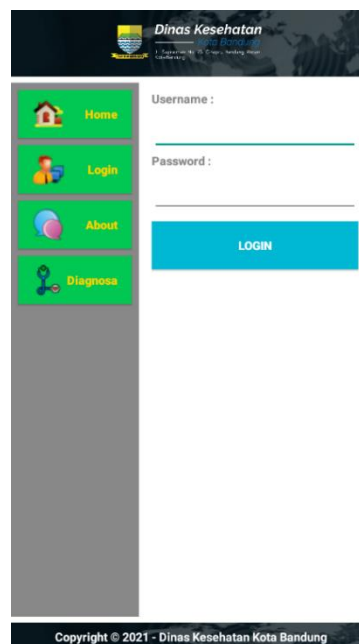 Dinas Kesehatan
Kota Bandung
Home
Login
About
Diagnosa
Username :
Password :
LOGIN
Copyright © 2021 - Dinas Kesehatan Kota Bandung